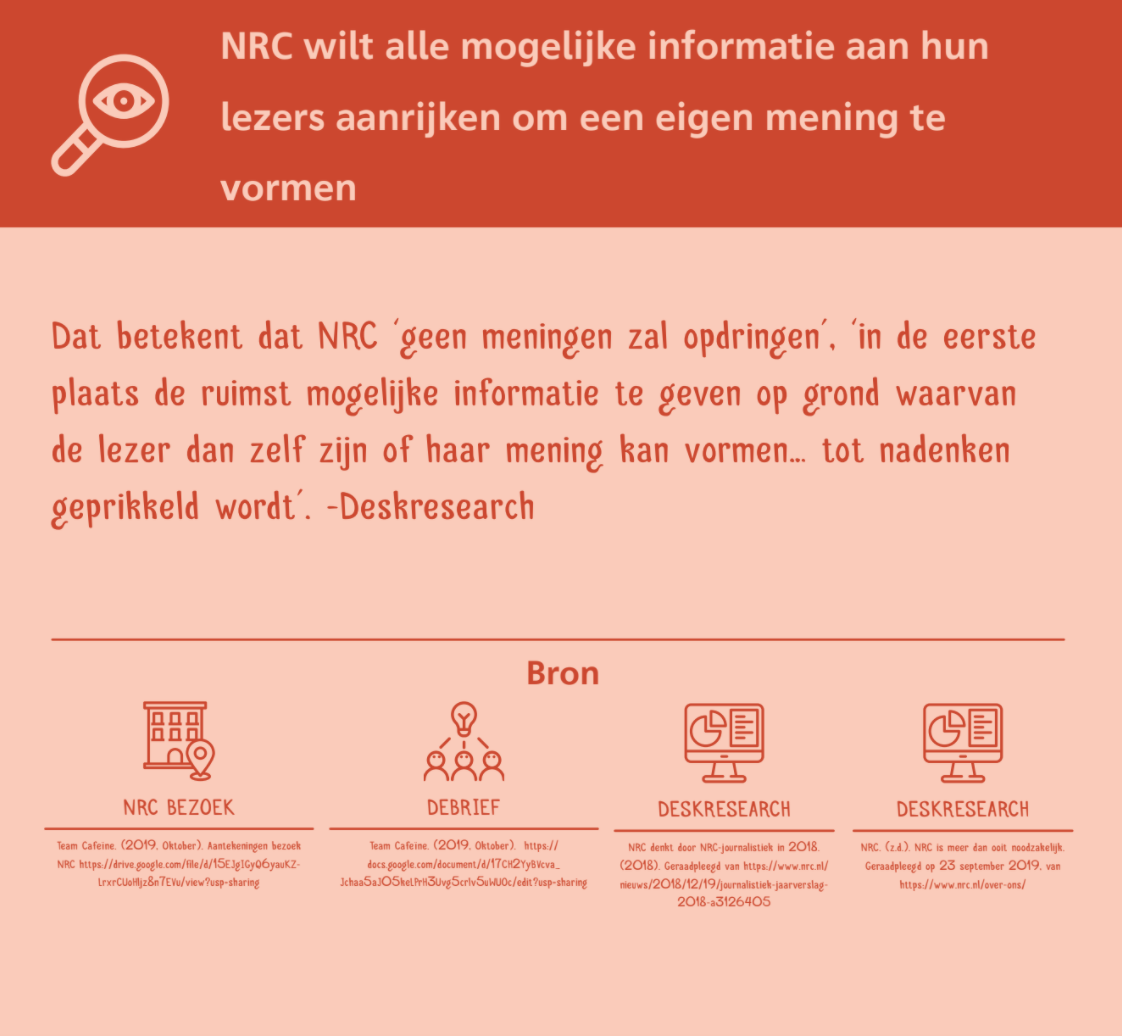 NRC wilt alle mogelijke informatie aan hun
lezers aanrijken om een eigen mening te
vormen
Dat betekent dat NRC ‘geen meningen zal opdringen’, ‘in de eerste
plaats de ruimst mogelijke informatie te geven op grond waarvan
de lezer dan zelf zijn of haar mening kan vormen... tot nadenken
geprikkeld wordt’. -Deskresearch
Bron
NRC BEZOEK
Team Cafeine. (2019, Oktober). Aantekeningen bezoek
NRC https://drive.google.com/file/d/
view?usp=sharing
DEBRIEF
Team Cafeine. (2019, Oktober). https://
docs.google.com/document/d/
edit?usp=sharing
DESKRESEARCH
NRC denkt door NRC-journalistiek in 2018.
(2018). Geraadpleegd van https://www.nrc.nl/
nieuws/2018/12/19/journalistiek-jaarverslag-
2018-a3126405
DESKRESEARCH
NRC. (z.d.). NRC is meer dan ooit noodzakelijk.
Geraadpleegd op 23 september 2019, van
https://www.nrc.nl/over-ons/